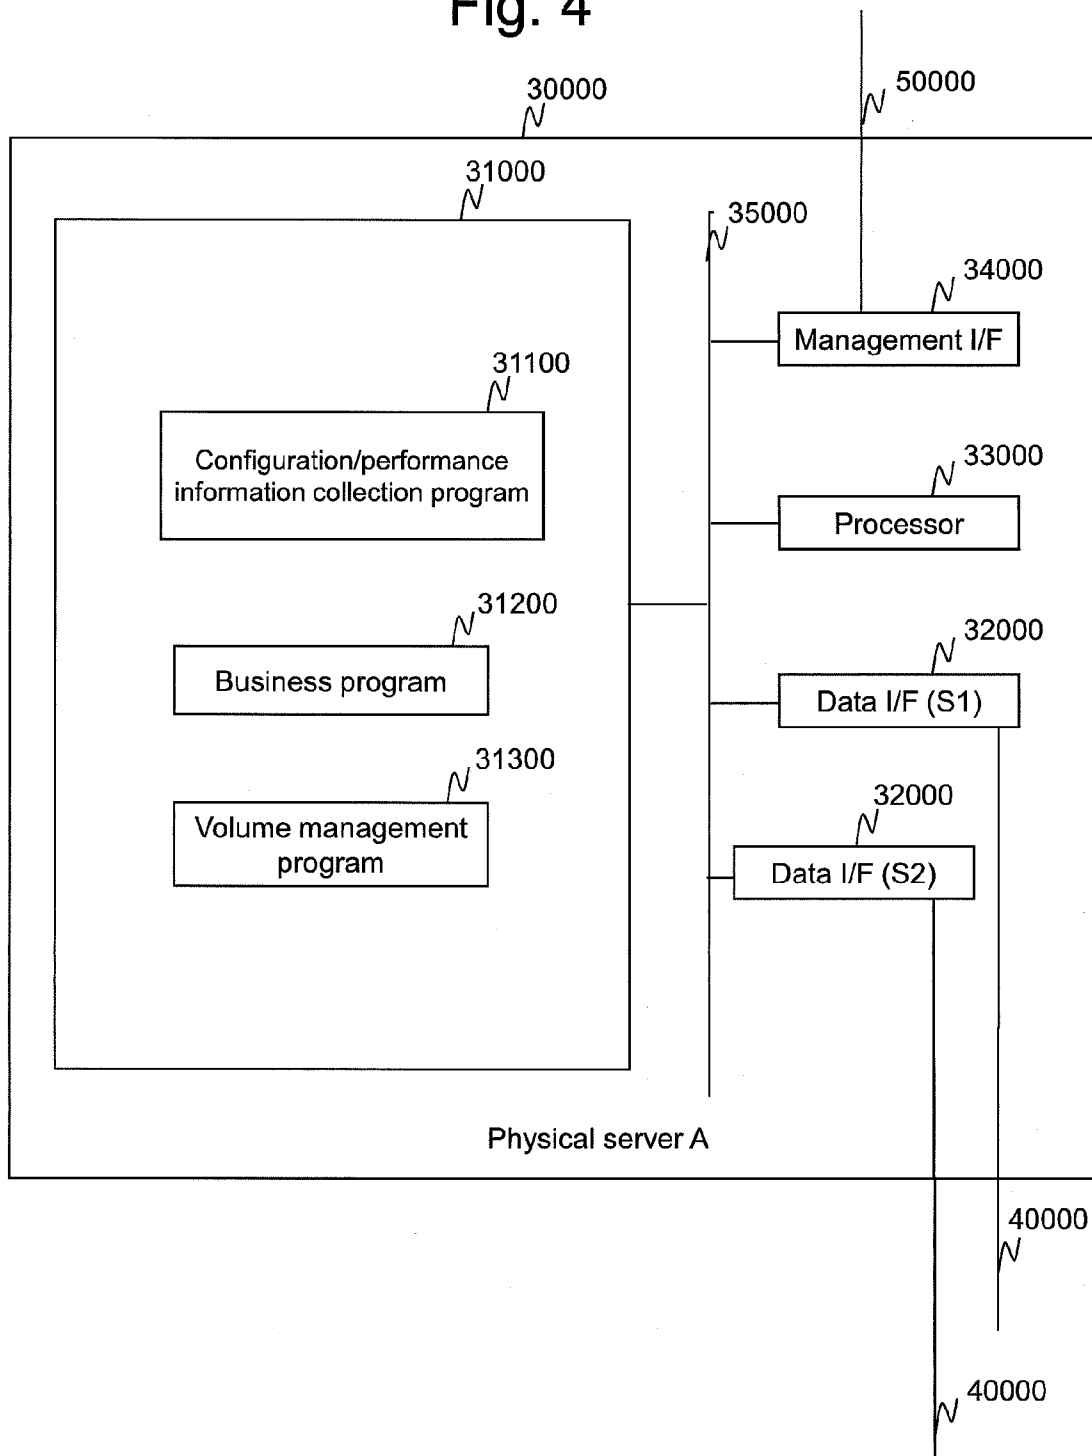 Fig. 4
50000
30000
31000
35000
34000
Management I/F
31100
Configuration/performance
information collection program
33000
Processor
31200
Business program
32000
Data I/F (S1)
31300
Volume management
program
32000
Data I/F (S2)
Physical server A
40000
40000